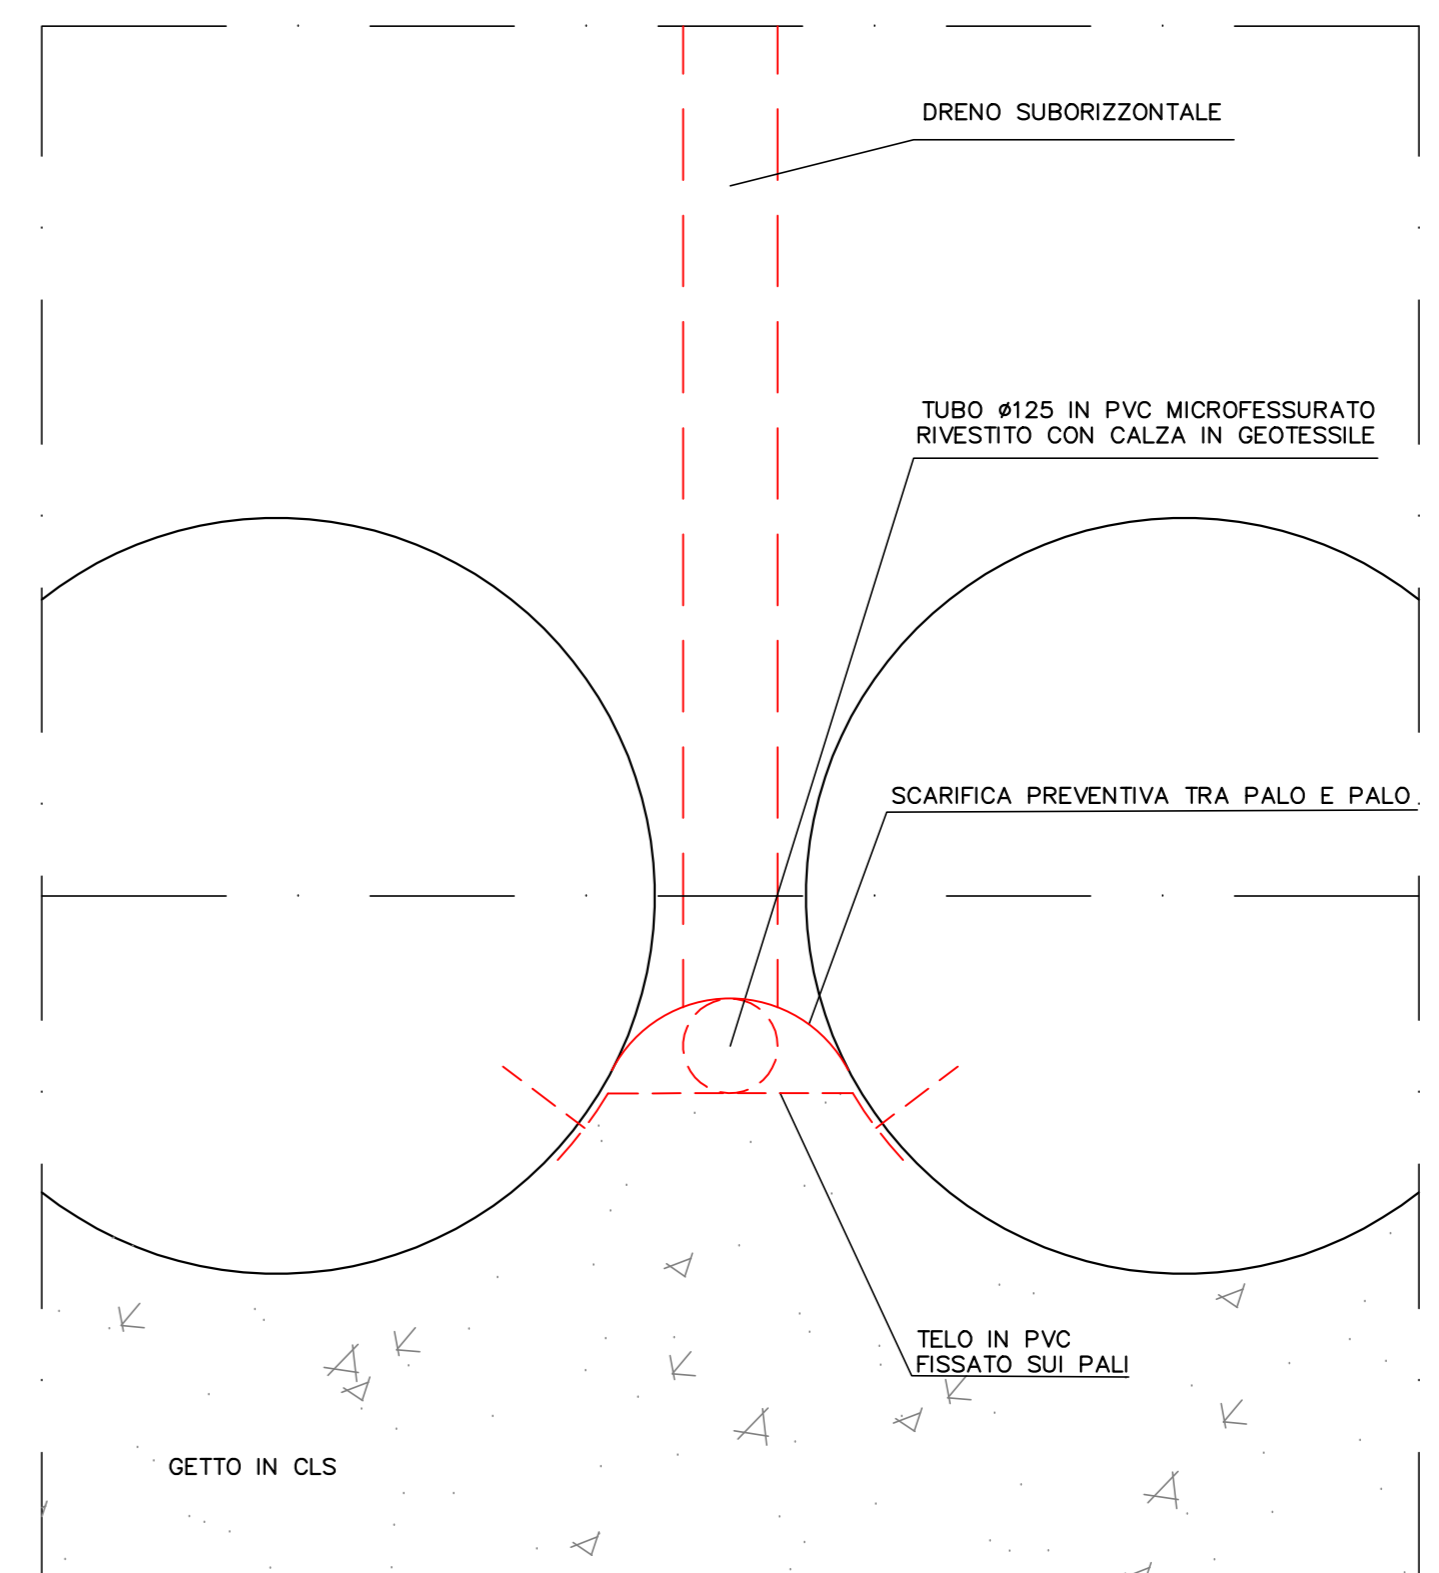 DRENO SUBORIZZONTALE
TUBO ø125 IN PVC MICROFESSURATO
RIVESTITO CON CALZA IN GEOTESSILE
SCARIFICA PREVENTIVA TRA PALO E PALO
TELO IN PVC
FISSATO SUI PALI
GETTO IN CLS